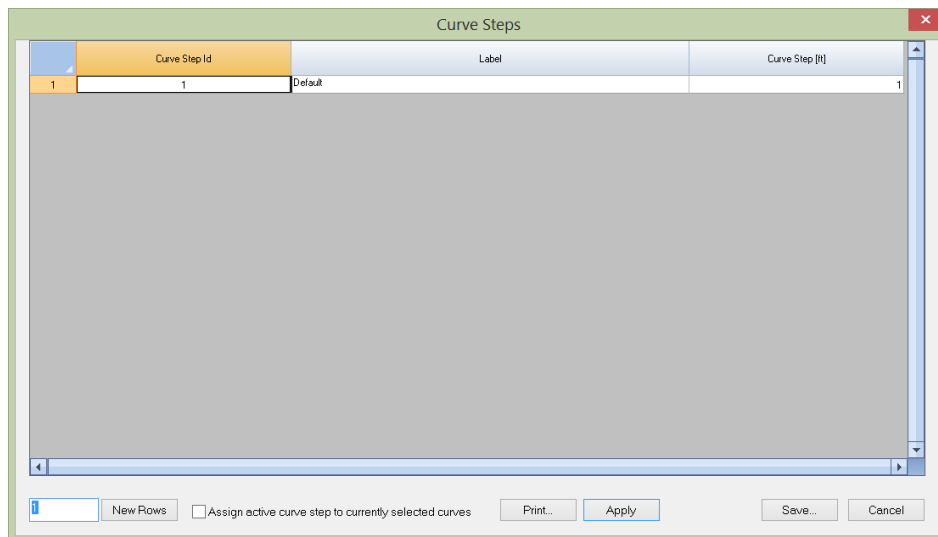 Curve Steps
Curve Step Id Label Curve Step [ft]
1 1 Default 1
1 New Rows Assign active curve step to currently selected curves Print... Apply Save... Cancel